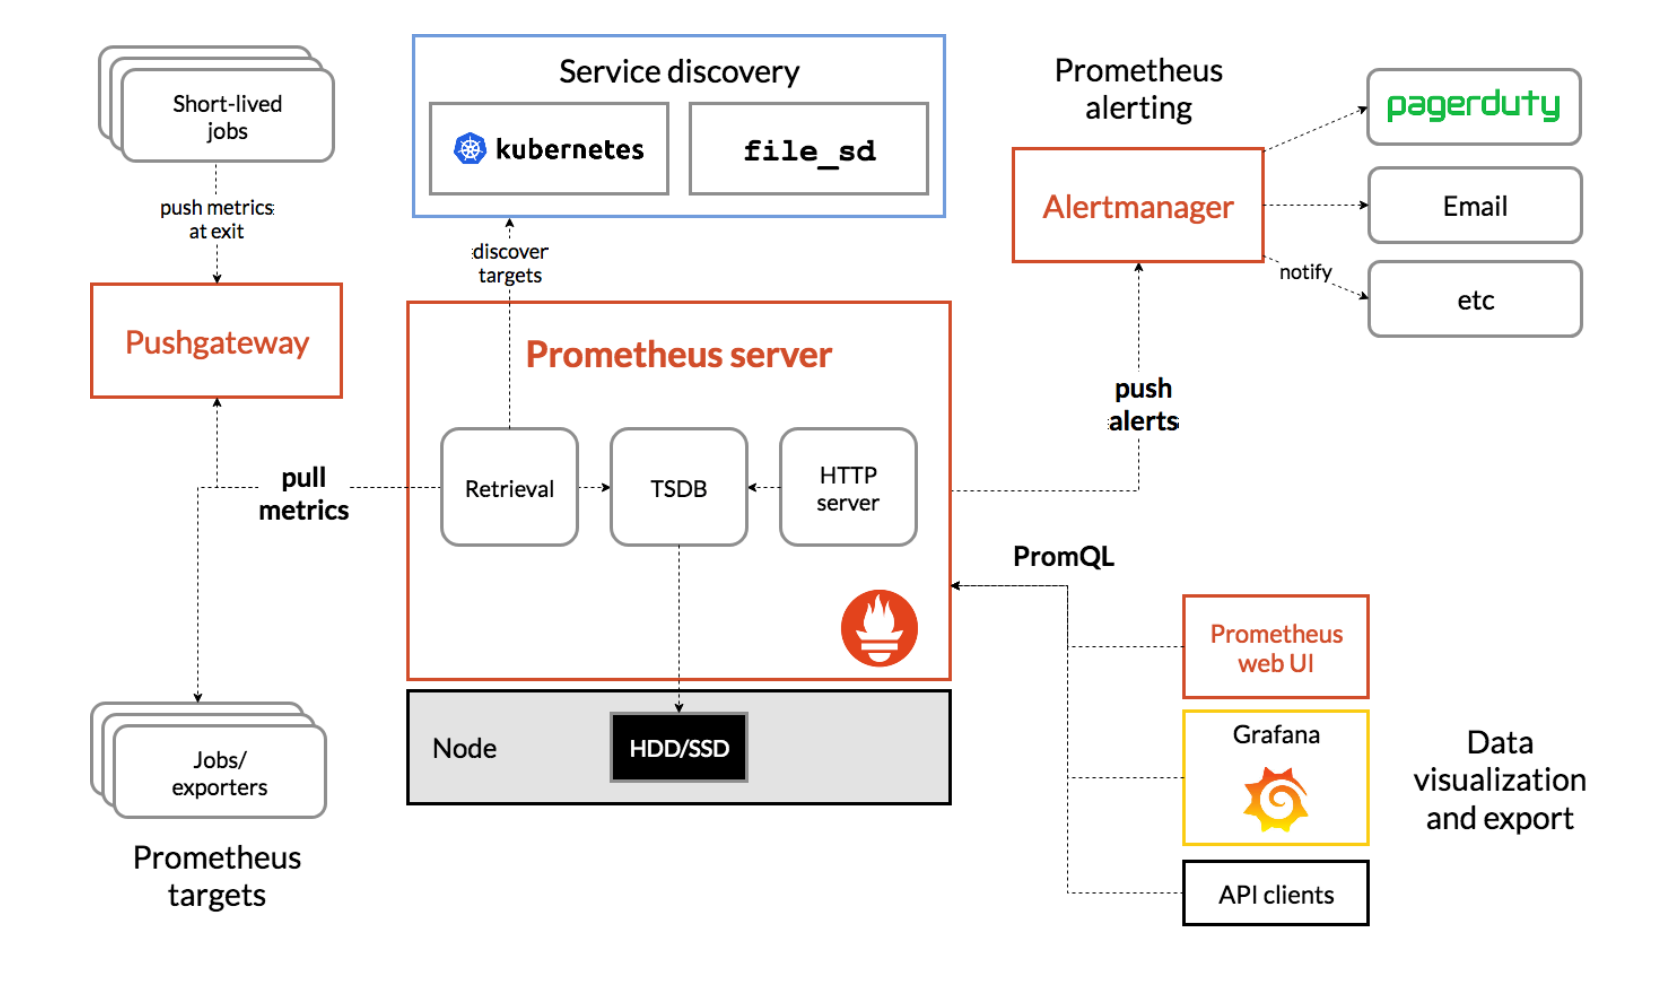 Short-lived
jobs
push metrics
at exit
Pushgateway
pull
metrics
Jobs/
exporters
Prometheus
targets
Service discovery
kubernetes
file_sd
discover
targets
Prometheus server
Retrieval
TSDB
HTTP
server
Node
HDD/SSD
Prometheus
alerting
Alertmanager
pagerduty
Email
notify
etc
push
alerts
PromQL
Prometheus
web UI
Grafana
API clients
Data
visualization
and export